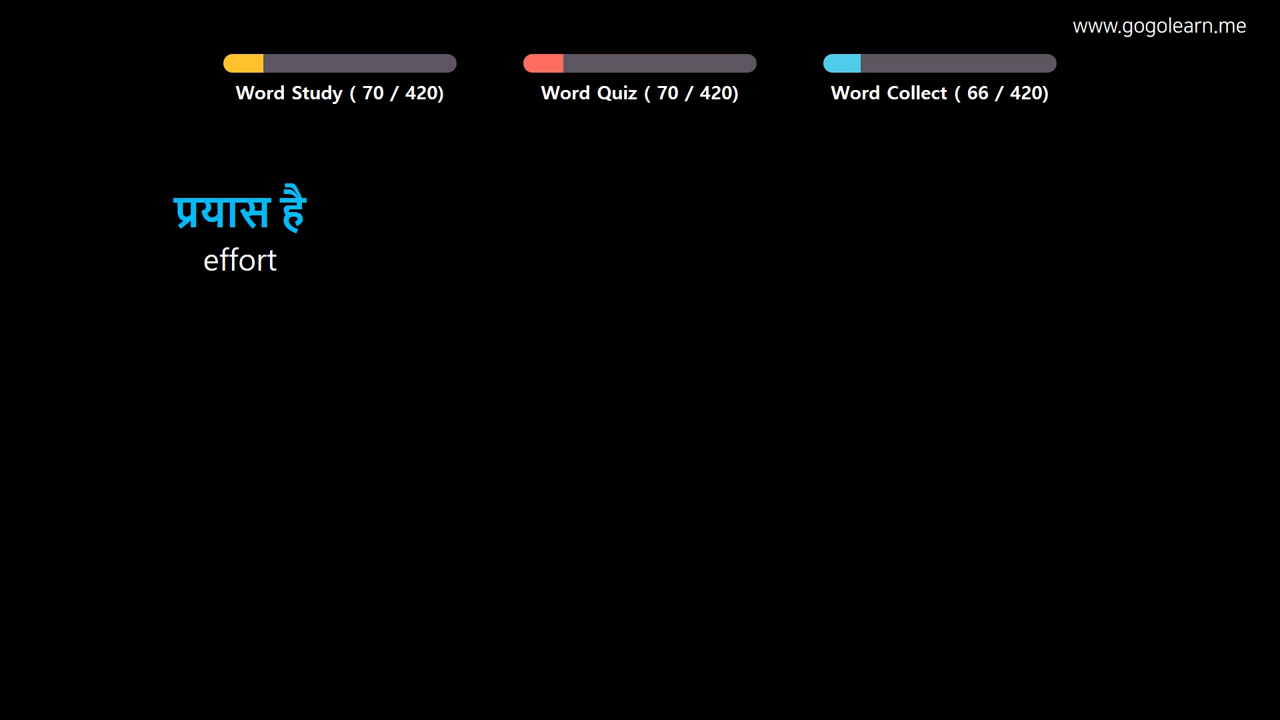 www.gogolearn.me
Word Study ( 70 / 420)
Word Quiz ( 70 / 420)
Word Collect ( 66 / 420)
प्रयास है
effort